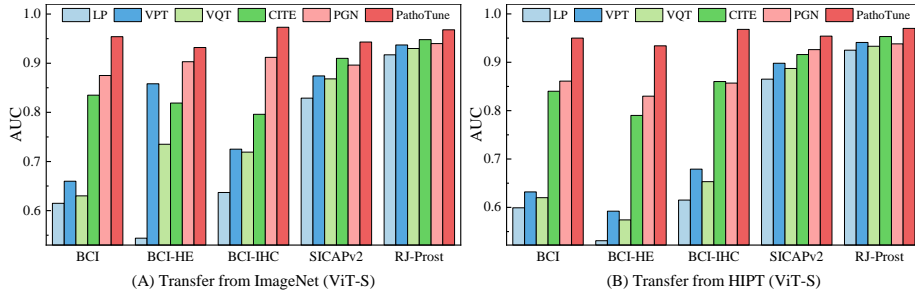 LP VPT VQT CITE PGN PathoTune
1.0
0.9
0.8
0.7
0.6
AUC
BCI BCI-HE BCI-IHC SICAPv2 RJ-Prost
(A) Transfer from ImageNet (ViT-S)
LP VPT VQT CITE PGN PathoTune
1.0
0.9
0.8
0.7
0.6
AUC
BCI BCI-HE BCI-IHC SICAPv2 RJ-Prost
(B) Transfer from HIPT (ViT-S)